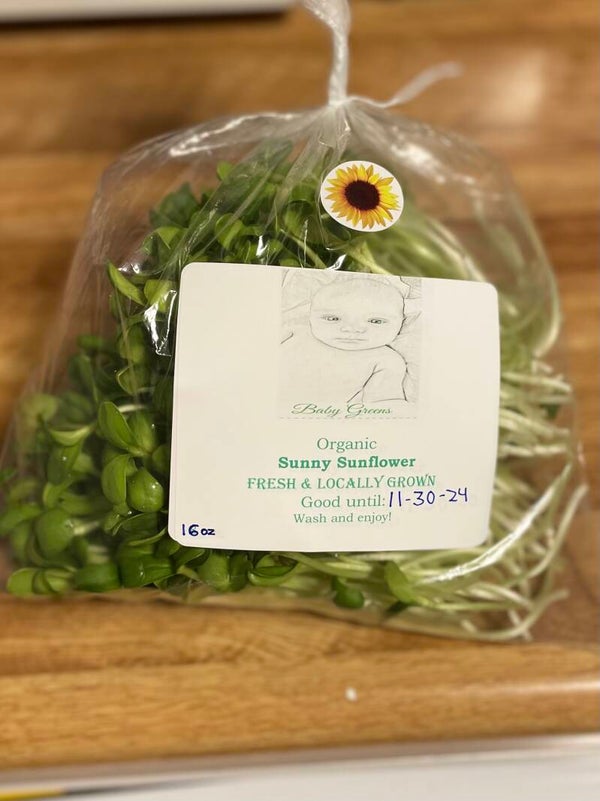 Baby Greens
Organic
Sunny Sunflower
FRESH & LOCALLY GROWN
Good until: 11-30-24
Wash and enjoy!
16oz